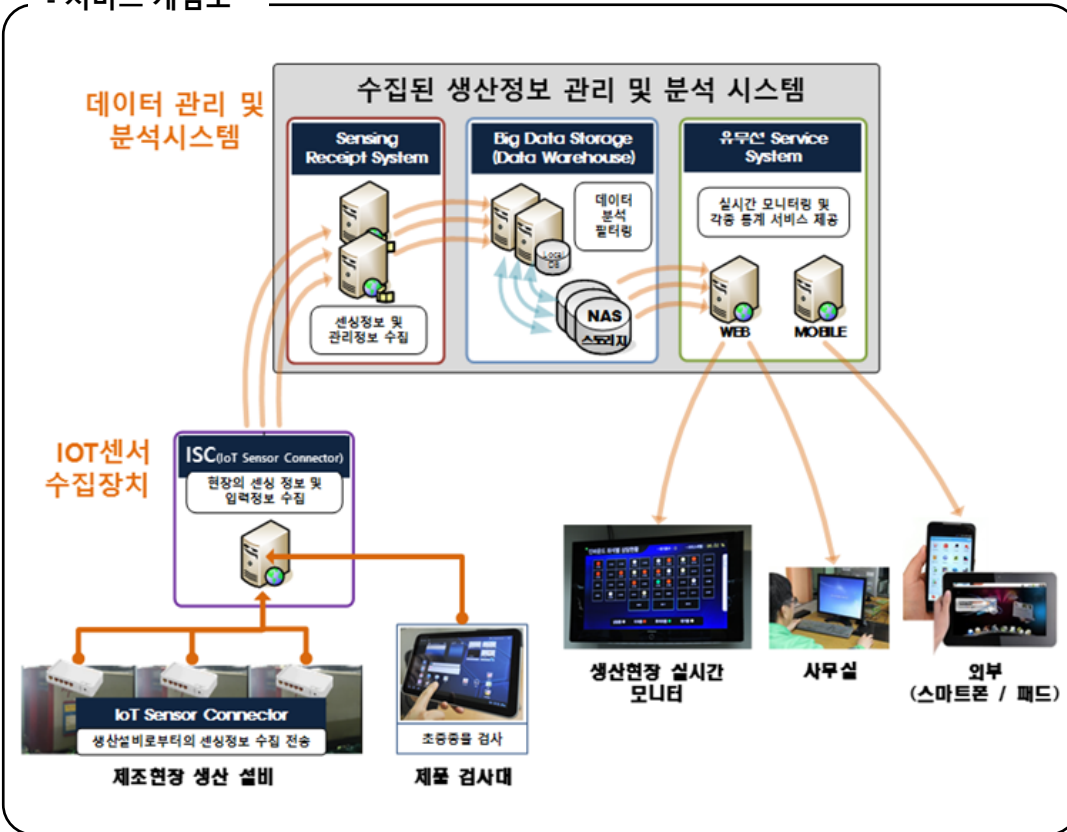 수집된 생산정보 관리 및 분석 시스템
데이터 관리 및
분석시스템
Sensing
Receipt System
센싱정보 및
관리정보 수집
Big Data Storage
(Data Warehouse)
데이터
분석
필터링
Local
DB
NAS
스토리지
유무선 Service
System
실시간 모니터링 및
각종 통계 서비스 제공
WEB
MOBILE
IOT센서
수집장치
ISC(IoT Sensor Connector)
현장의 센싱 정보 및
입력정보 수집
IoT Sensor Connector
생산설비로부터의 센싱정보 수집 전송
제조현장 생산 설비
초중종물 검사
제품 검사대
생산현장 실시간
모니터
사무실
외부
(스마트폰 / 패드)